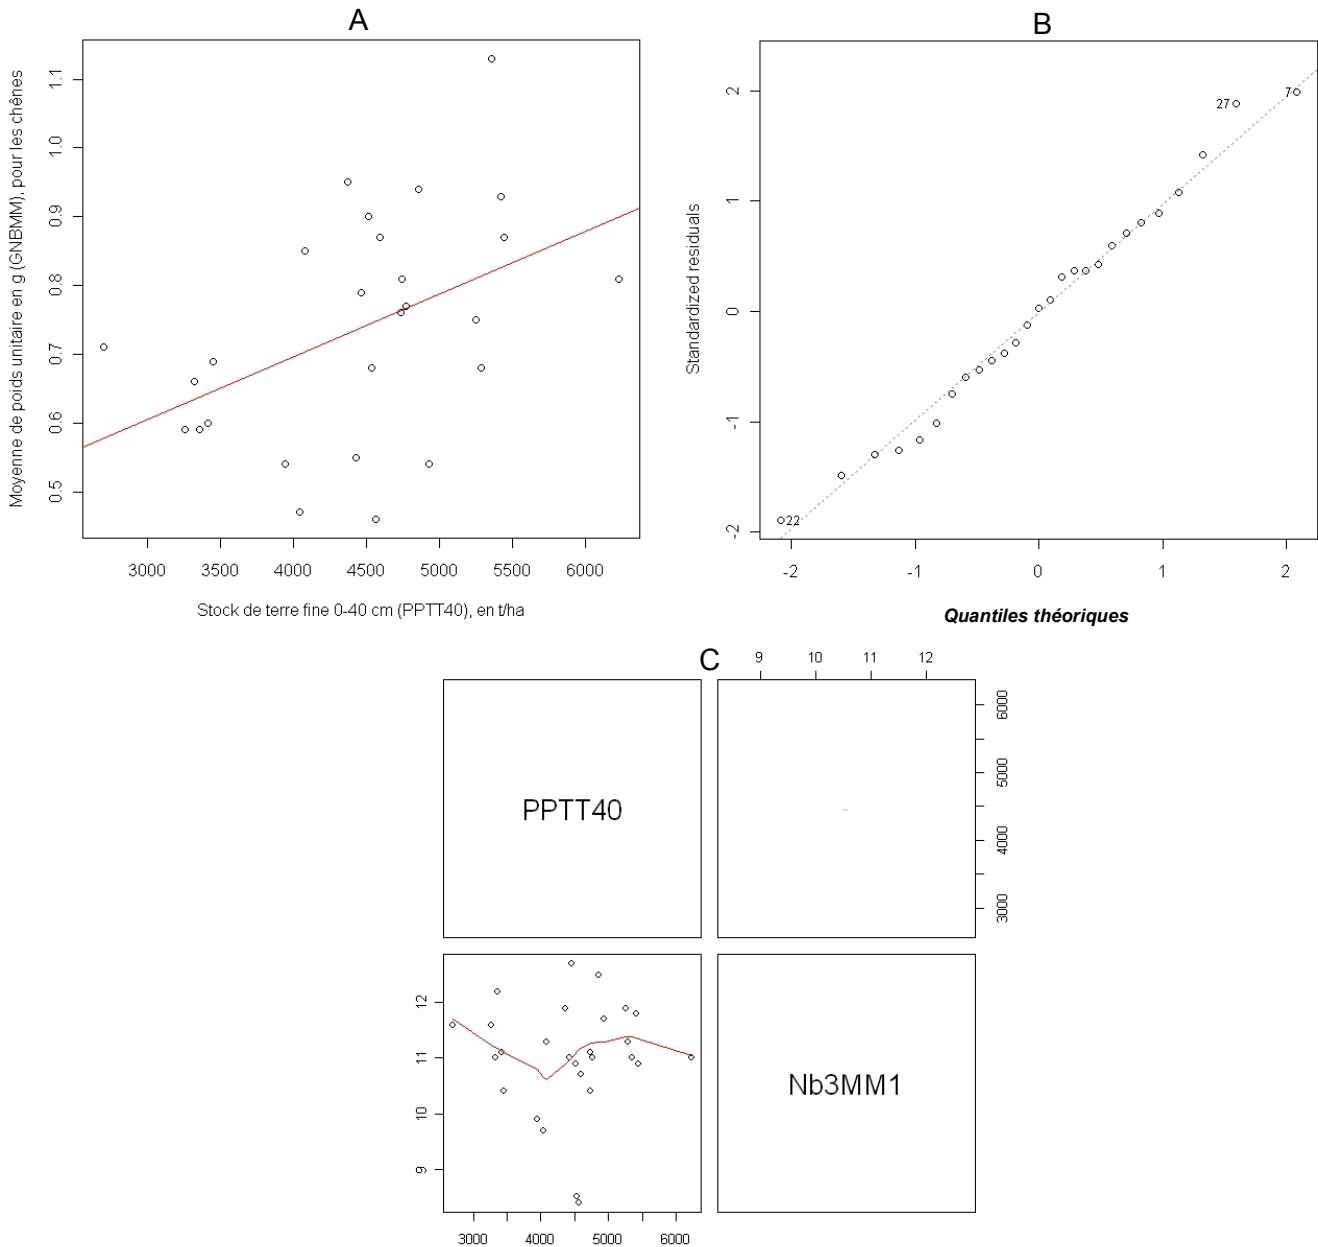 A
B
Moyenne de poids unitaire en g (GNBMM), pour les chênes
1.1
1.0
0.9
0.8
0.7
0.6
0.5
3000 3500 4000 4500 5000 5500 6000
Stock de terre fine 0-40 cm (PPTT40), en t/ha
Standardized residuals
2
1
0
-1
-2
27
7
22
-2 -1 0 1 2
Quantiles théoriques
C
9 10 11 12
PPTT40
6000
5000
4000
3000
12
11
10
9
Nb3MM1
3000 4000 5000 6000